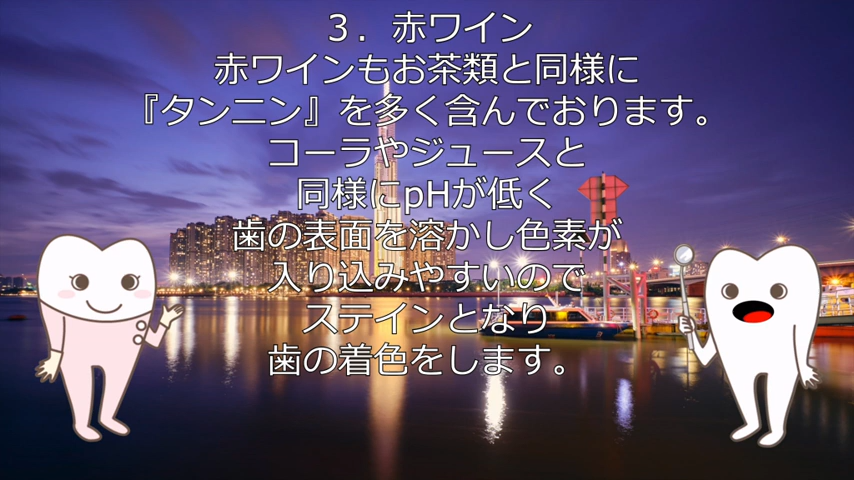 ３．赤ワイン
赤ワインもお茶類と同様に
『タンニン』を多く含んでおります。
コーラやジュースと
同様にpHが低く
歯の表面を溶かし色素が
入り込みやすいので
ステインとなり
歯の着色をします。